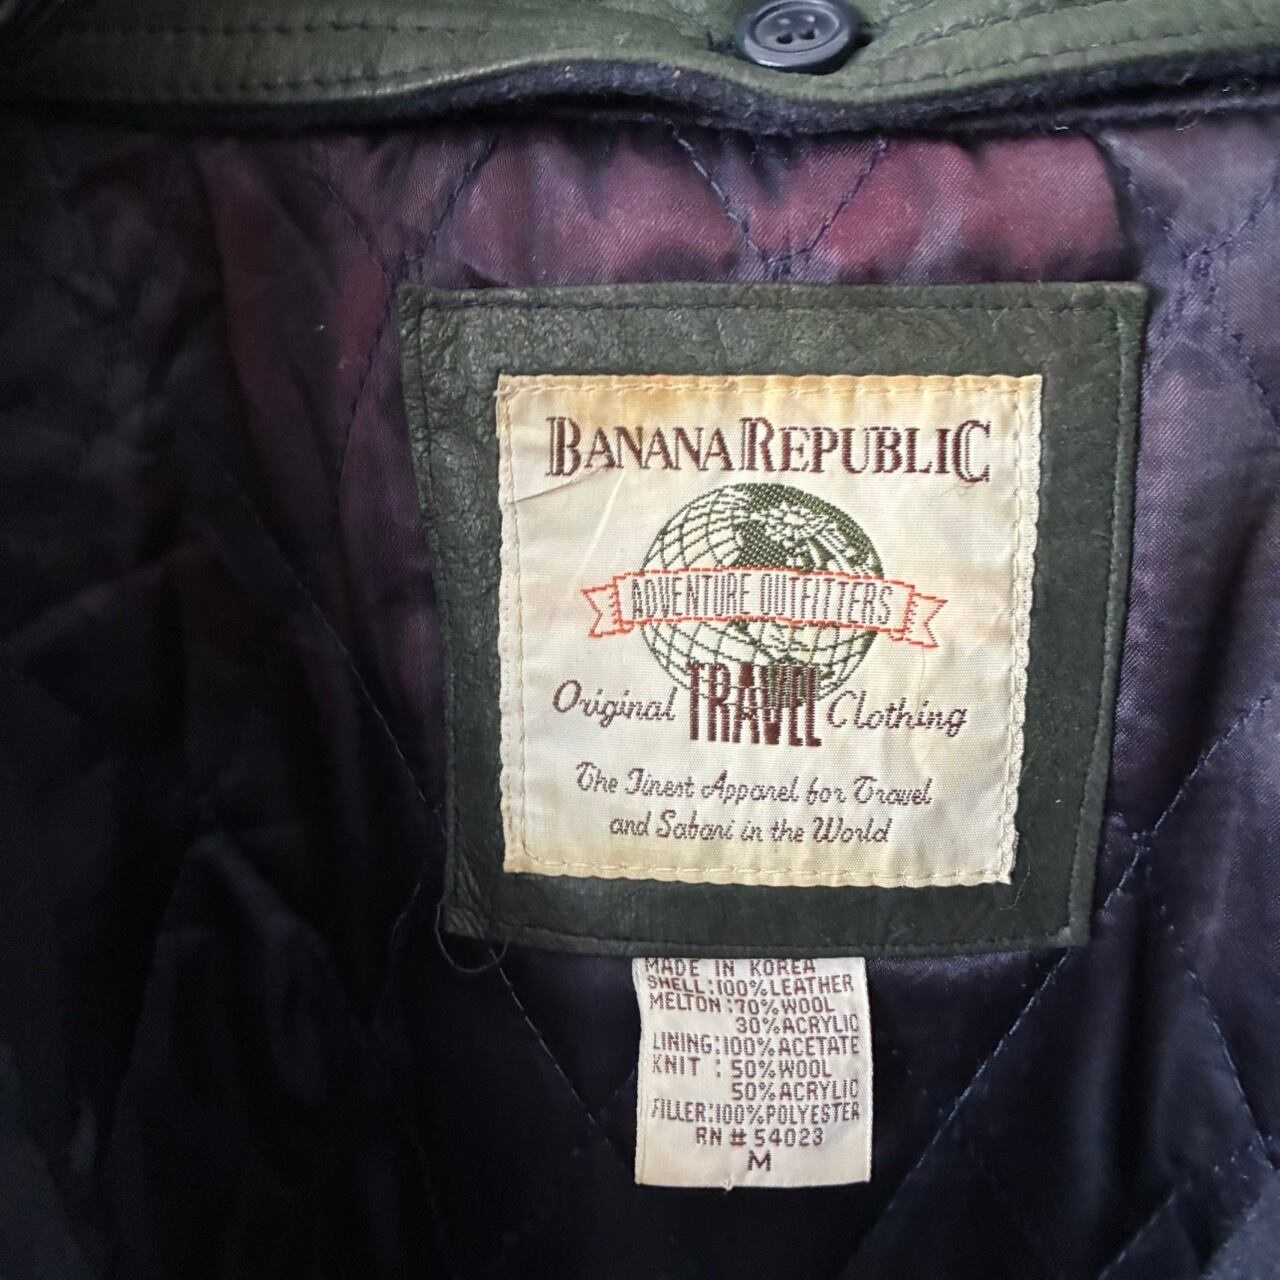 BANANA REPUBLIC
ADVENTURE OUTFITTERS
Original TRAVEL Clothing
The Finest Apparel for Travel
and Safari in the World
MADE IN KOREA
SHELL:100%LEATHER
MELTON:70%WOOL
30%ACRYLIC
LINING:100%ACETATE
KNIT : 50%WOOL
50%ACRYLIC
FILLER:100%POLYESTER
RN # 54023
M